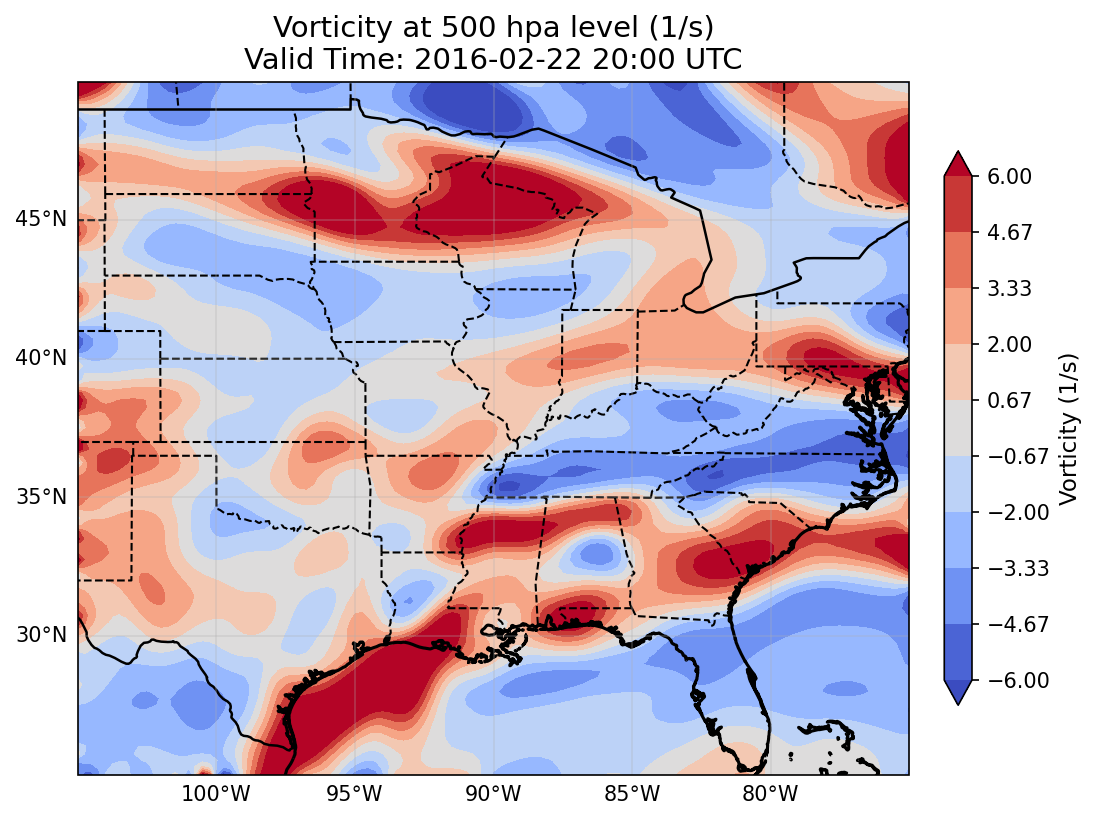 Vorticity at 500 hpa level (1/s)
Valid Time: 2016-02-22 20:00 UTC
45°N
40°N
35°N
30°N
100°W
95°W
90°W
85°W
80°W
6.00
4.67
3.33
2.00
0.67
−0.67
−2.00
−3.33
−4.67
−6.00
Vorticity (1/s)